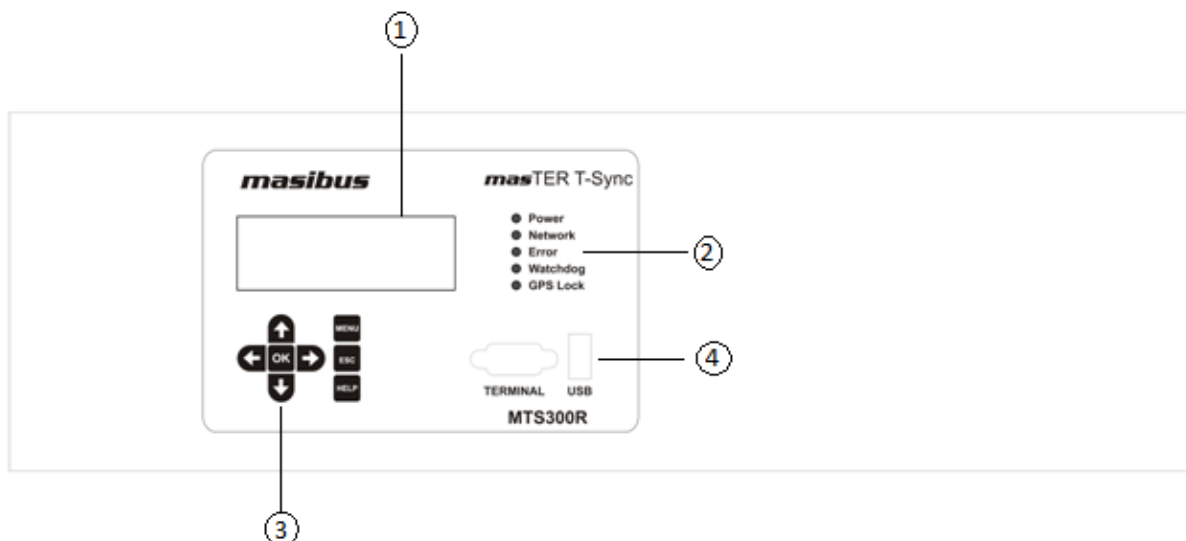 1
masibus
masTER T-Sync
Power
Network
Error
Watchdog
GPS Lock
2
MENU
OK
ESC
HELP
TERMINAL
USB
4
MTS300R
3